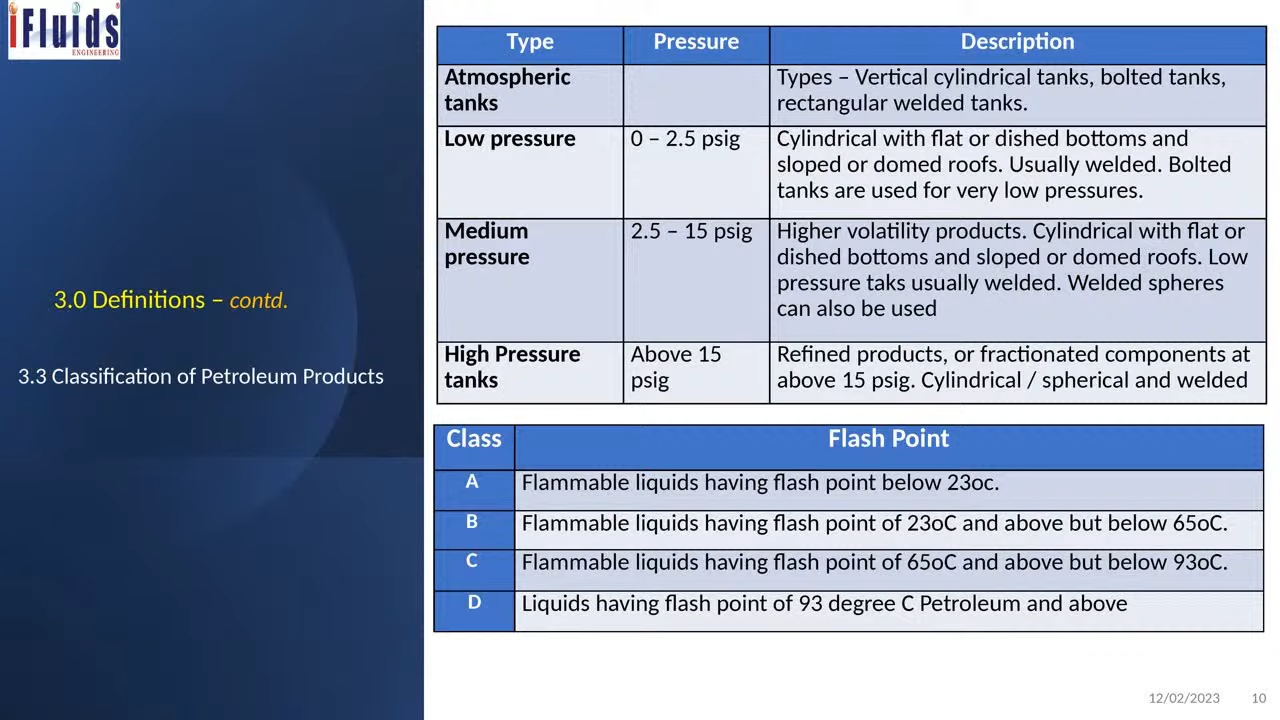 iFluids
ENGINEERING
3.0 Definitions – contd.
3.3 Classification of Petroleum Products
Type Pressure Description
Atmospheric tanks Types – Vertical cylindrical tanks, bolted tanks,
rectangular welded tanks.
Low pressure 0 – 2.5 psig Cylindrical with flat or dished bottoms and
sloped or domed roofs. Usually welded. Bolted
tanks are used for very low pressures.
Medium pressure 2.5 – 15 psig Higher volatility products. Cylindrical with flat or
dished bottoms and sloped or domed roofs. Low
pressure taks usually welded. Welded spheres
can also be used
High Pressure tanks Above 15 psig Refined products, or fractionated components at
above 15 psig. Cylindrical / spherical and welded
Class Flash Point
A Flammable liquids having flash point below 23oc.
B Flammable liquids having flash point of 23oC and above but below 65oC.
C Flammable liquids having flash point of 65oC and above but below 93oC.
D Liquids having flash point of 93 degree C Petroleum and above
12/02/2023 10